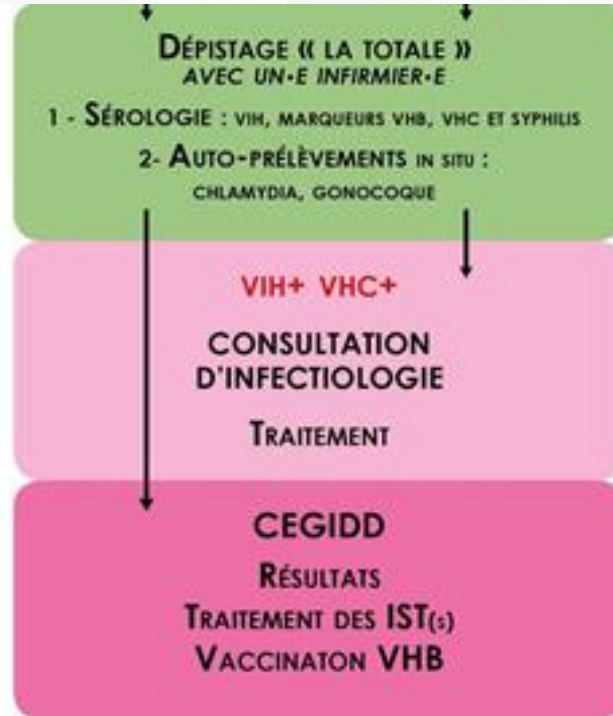 DÉPISTAGE « LA TOTALE »
AVEC UN•E INFIRMIER•E
1 - SÉROLOGIE : VIH, MARQUEURS VHB, VHC ET SYPHILIS
2- AUTO-PRÉLÈVEMENTS IN SITU :
CHLAMYDIA, GONOCOQUE
VIH+ VHC+
CONSULTATION
D'INFECTIOLOGIE
TRAITEMENT
CEGIDD
RÉSULTATS
TRAITEMENT DES IST(s)
VACCINATON VHB